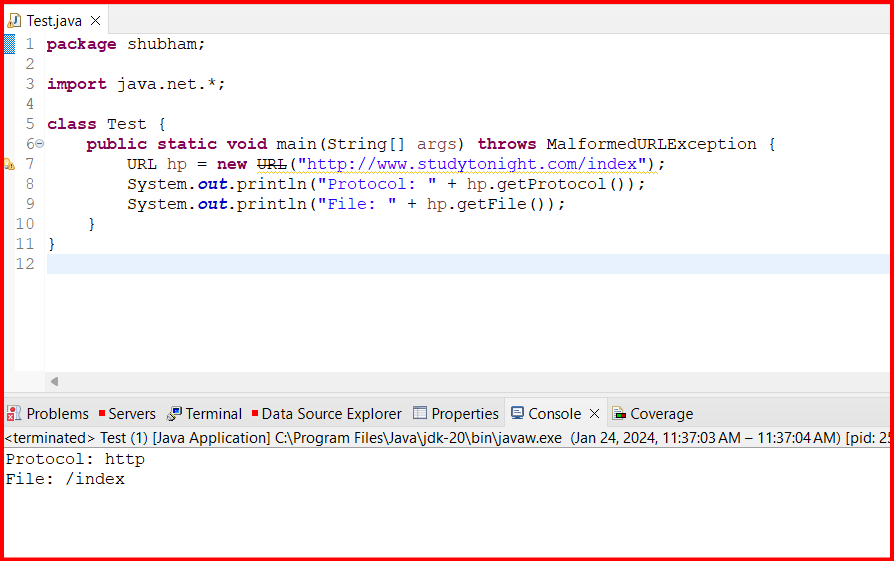 Test.java
1 package shubham;
2
3 import java.net.*;
4
5 class Test {
6 public static void main(String[] args) throws MalformedURLException {
7 URL hp = new URL("http://www.studytonight.com/index");
8 System.out.println("Protocol: " + hp.getProtocol());
9 System.out.println("File: " + hp.getFile());
10 }
11 }
12
Problems Servers Terminal Data Source Explorer Properties Console Coverage
<terminated> Test (1) [Java Application] C:\Program Files\Java\jdk-20\bin\javaw.exe (Jan 24, 2024, 11:37:03 AM – 11:37:04 AM) [pid: 25
Protocol: http
File: /index